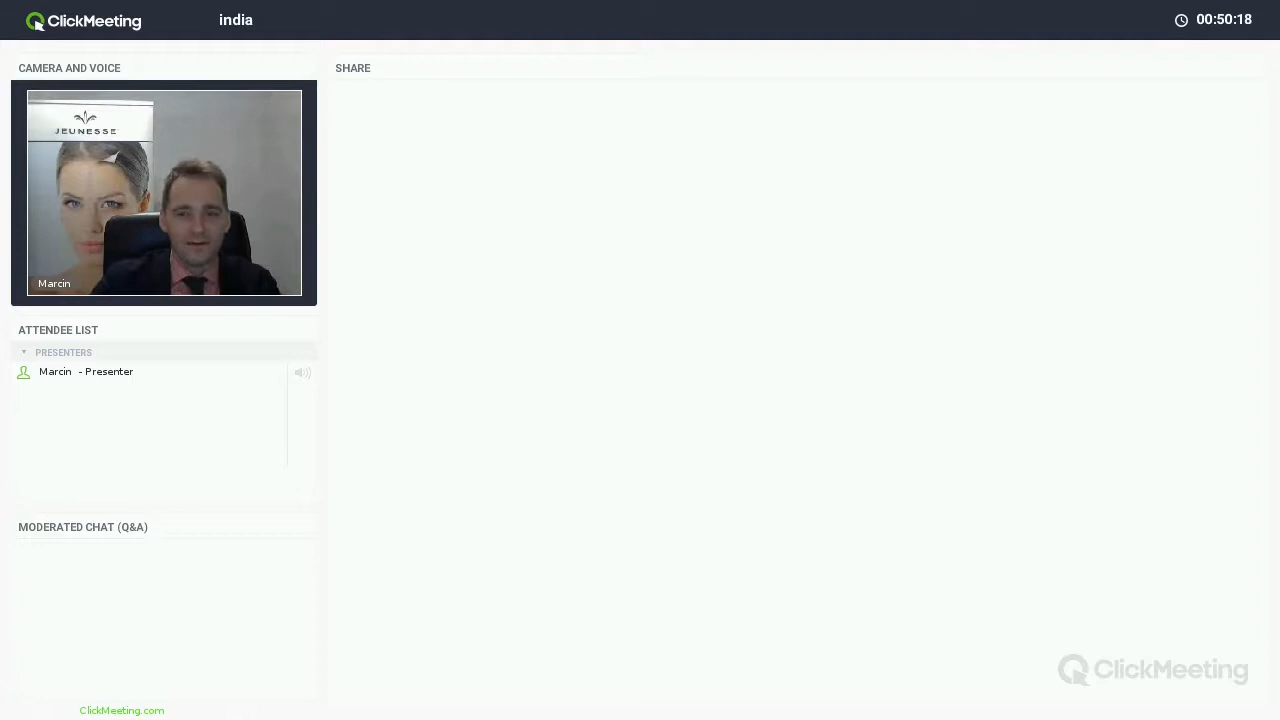 ClickMeeting
india
00:50:18
CAMERA AND VOICE
SHARE
JEUNESSE
Marcin
ATTENDEE LIST
PRESENTERS
Marcin - Presenter
MODERATED CHAT (Q&A)
ClickMeeting
ClickMeeting.com